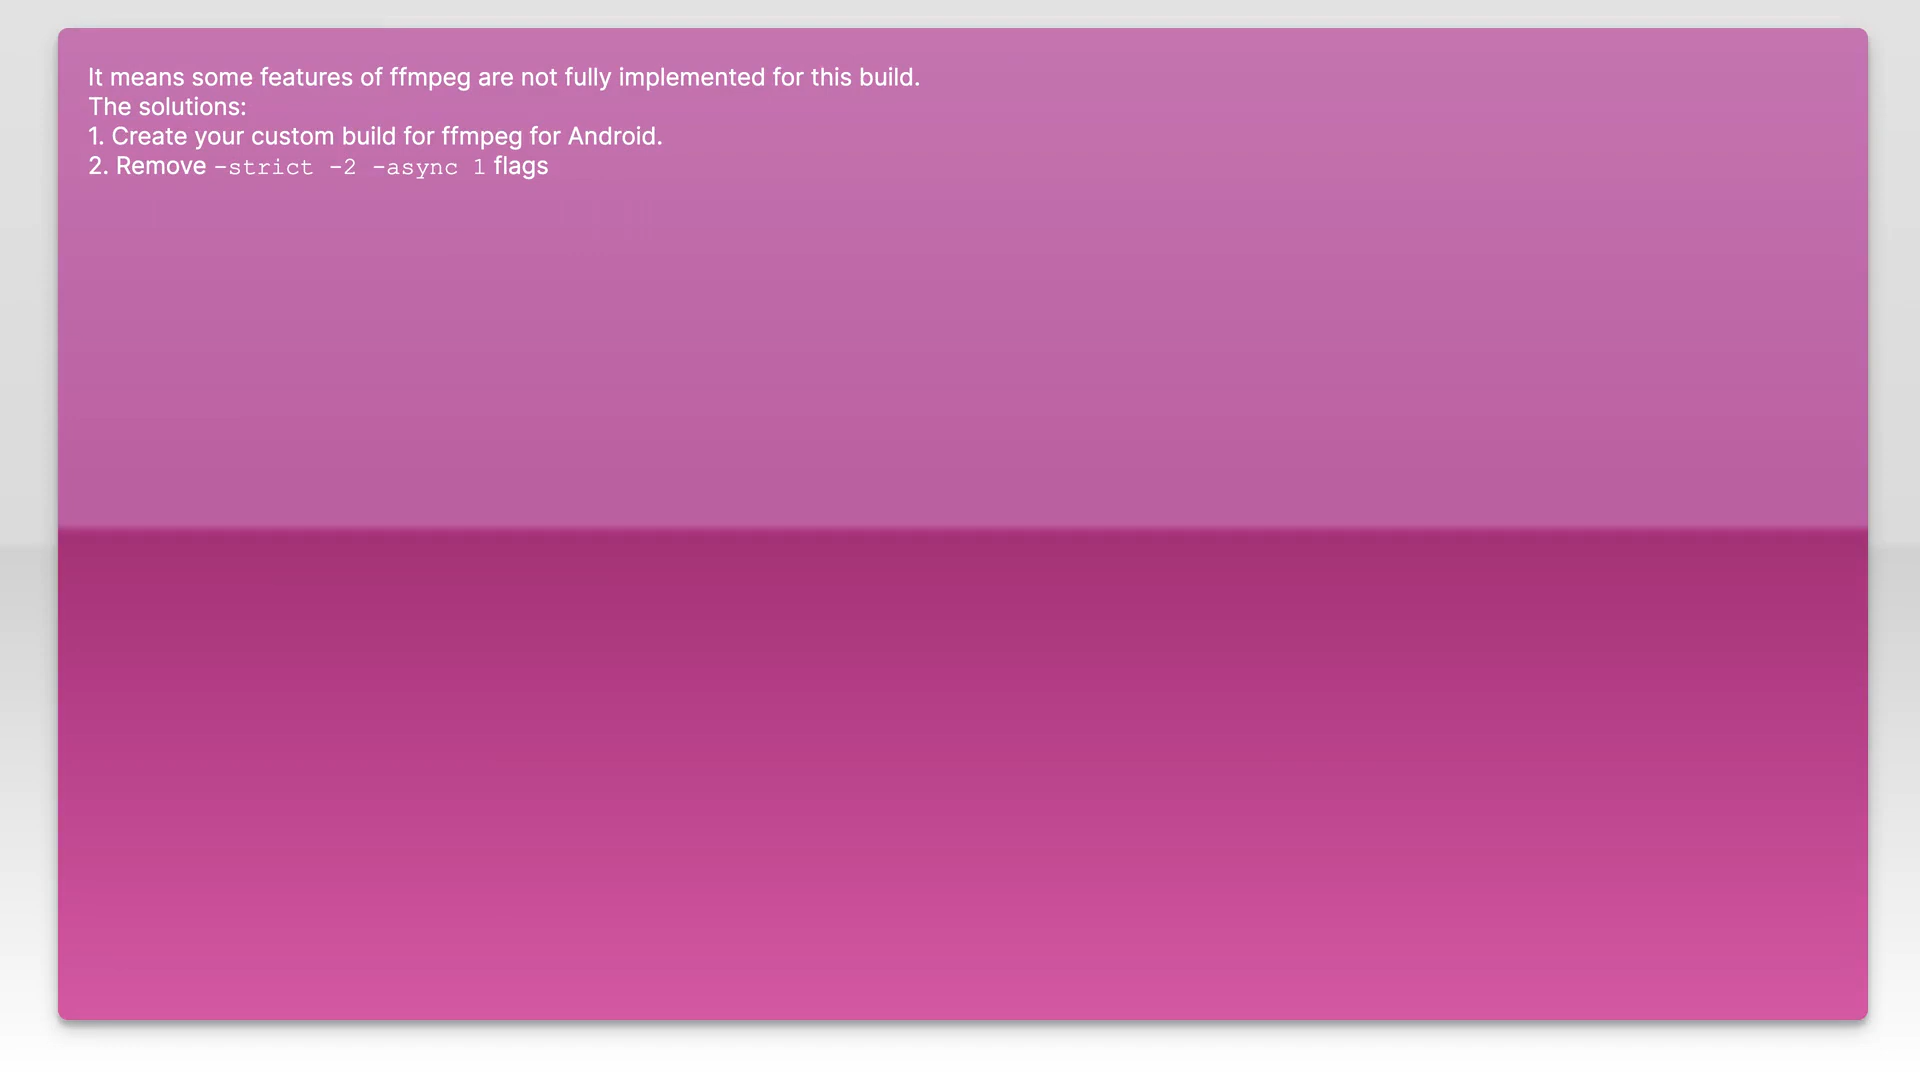 It means some features of ffmpeg are not fully implemented for this build.
The solutions:
1. Create your custom build for ffmpeg for Android.
2. Remove -strict -2 -async 1 flags